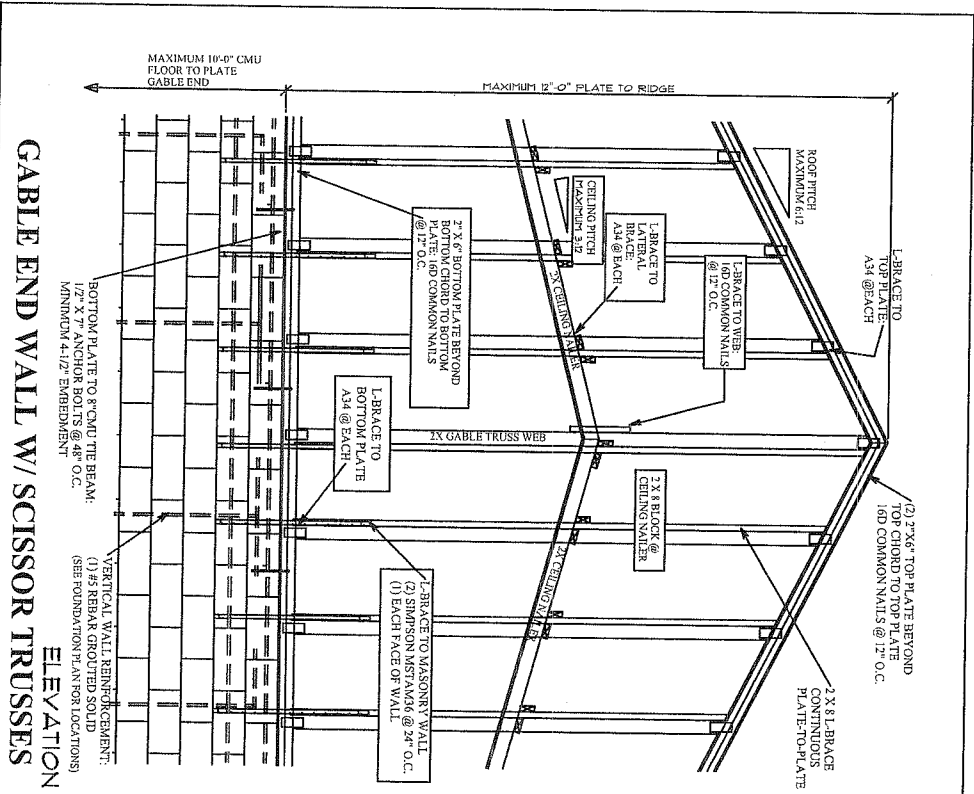 L-BRACE TO
TOP PLATE:
A34 @EACH
(2) 2"X6" TOP PLATE BEYOND
TOP CHORD TO TOP PLATE
16D COMMON NAILS @ 12" O.C.
2 X 8 L-BRACE
CONTINUOUS
PLATE-TO-PLATE
ROOF PITCH
MAXIMUM 6:12
L-BRACE TO WEB:
16D COMMON NAILS
@ 12" O.C.
L-BRACE TO
LATERAL
BRACE:
A34 @ EACH
CEILING PITCH
MAXIMUM 3:12
2X CEILING NAILER
2X CEILING NAILER
2 X 8 BLOCK @
CEILING NAILER
2X GABLE TRUSS WEB
2" X 6" BOTTOM PLATE BEYOND
BOTTOM CHORD TO BOTTOM
PLATE: 16D COMMON NAILS
@ 12" O.C.
L-BRACE TO
BOTTOM PLATE
A34 @ EACH
L-BRACE TO MASONRY WALL
(2) SIMPSON MSTAM36 @ 24" O.C.
(1) EACH FACE OF WALL
MAXIMUM 12'-0" PLATE TO RIDGE
MAXIMUM 10'-0" CMU
FLOOR TO PLATE
GABLE END
BOTTOM PLATE TO 8"CMU TIE BEAM:
1/2" X 7" ANCHOR BOLTS @ 48" O.C.
MINIMUM 4-1/2" EMBEDMENT
VERTICAL WALL REINFORCEMENT:
(1) #5 REBAR GROUTED SOLID
(SEE FOUNDATION PLAN FOR LOCATIONS)
ELEVATION
GABLE END WALL W/ SCISSOR TRUSSES